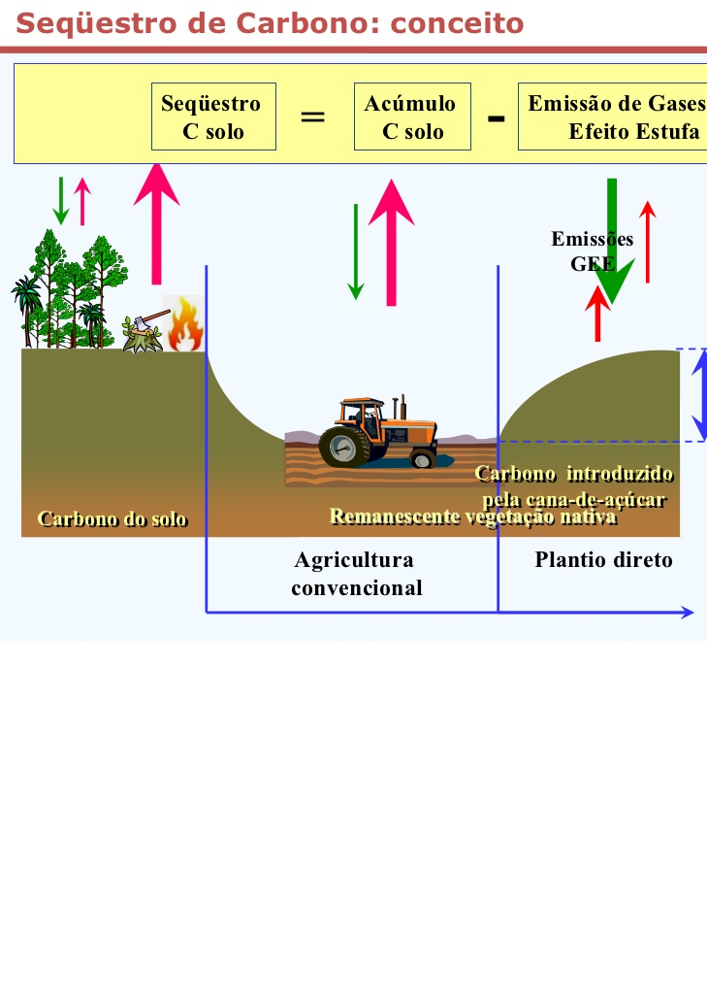 Seqüestro de Carbono: conceito
Seqüestro
C solo
=
Acúmulo
C solo
-
Emissão de Gases
Efeito Estufa
Emissões
GEE
Carbono introduzido
pela cana-de-açúcar
Carbono do solo
Remanescente vegetação nativa
Agricultura
convencional
Plantio direto